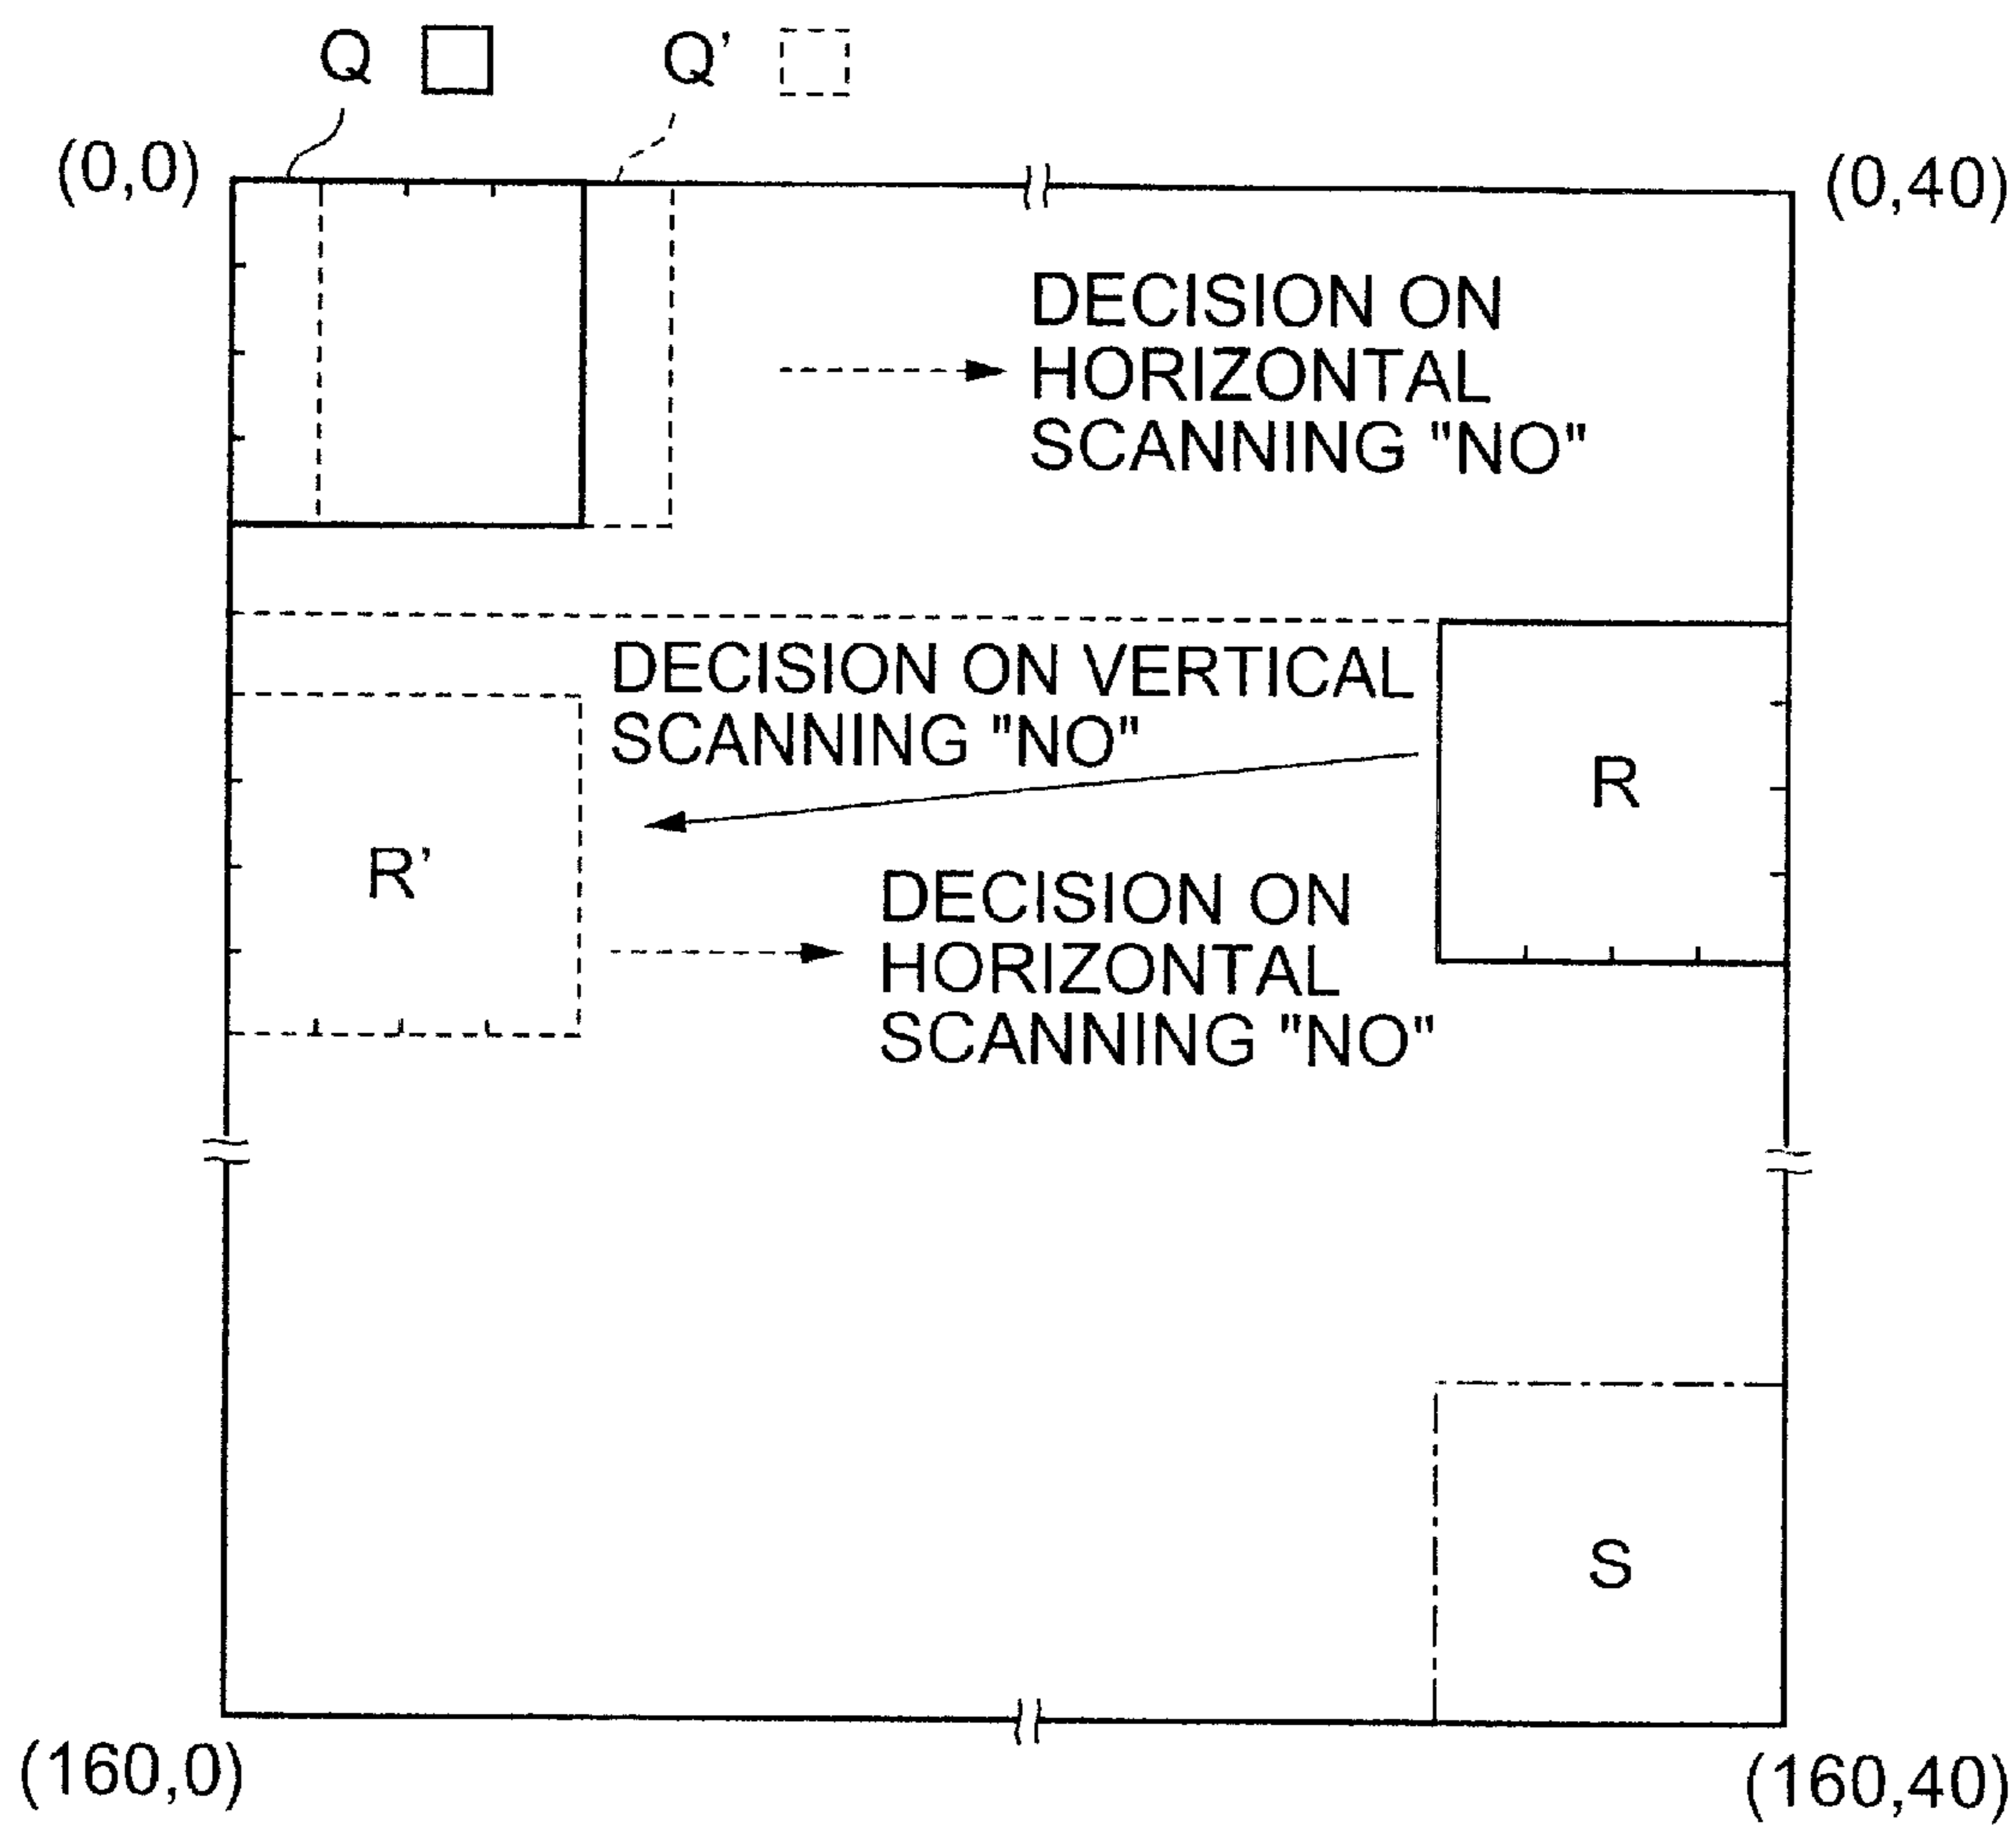 Q Q'
(0,0) (0,40)
DECISION ON
HORIZONTAL
SCANNING "NO"
DECISION ON VERTICAL
SCANNING "NO"
R
R'
DECISION ON
HORIZONTAL
SCANNING "NO"
S
(160,0) (160,40)